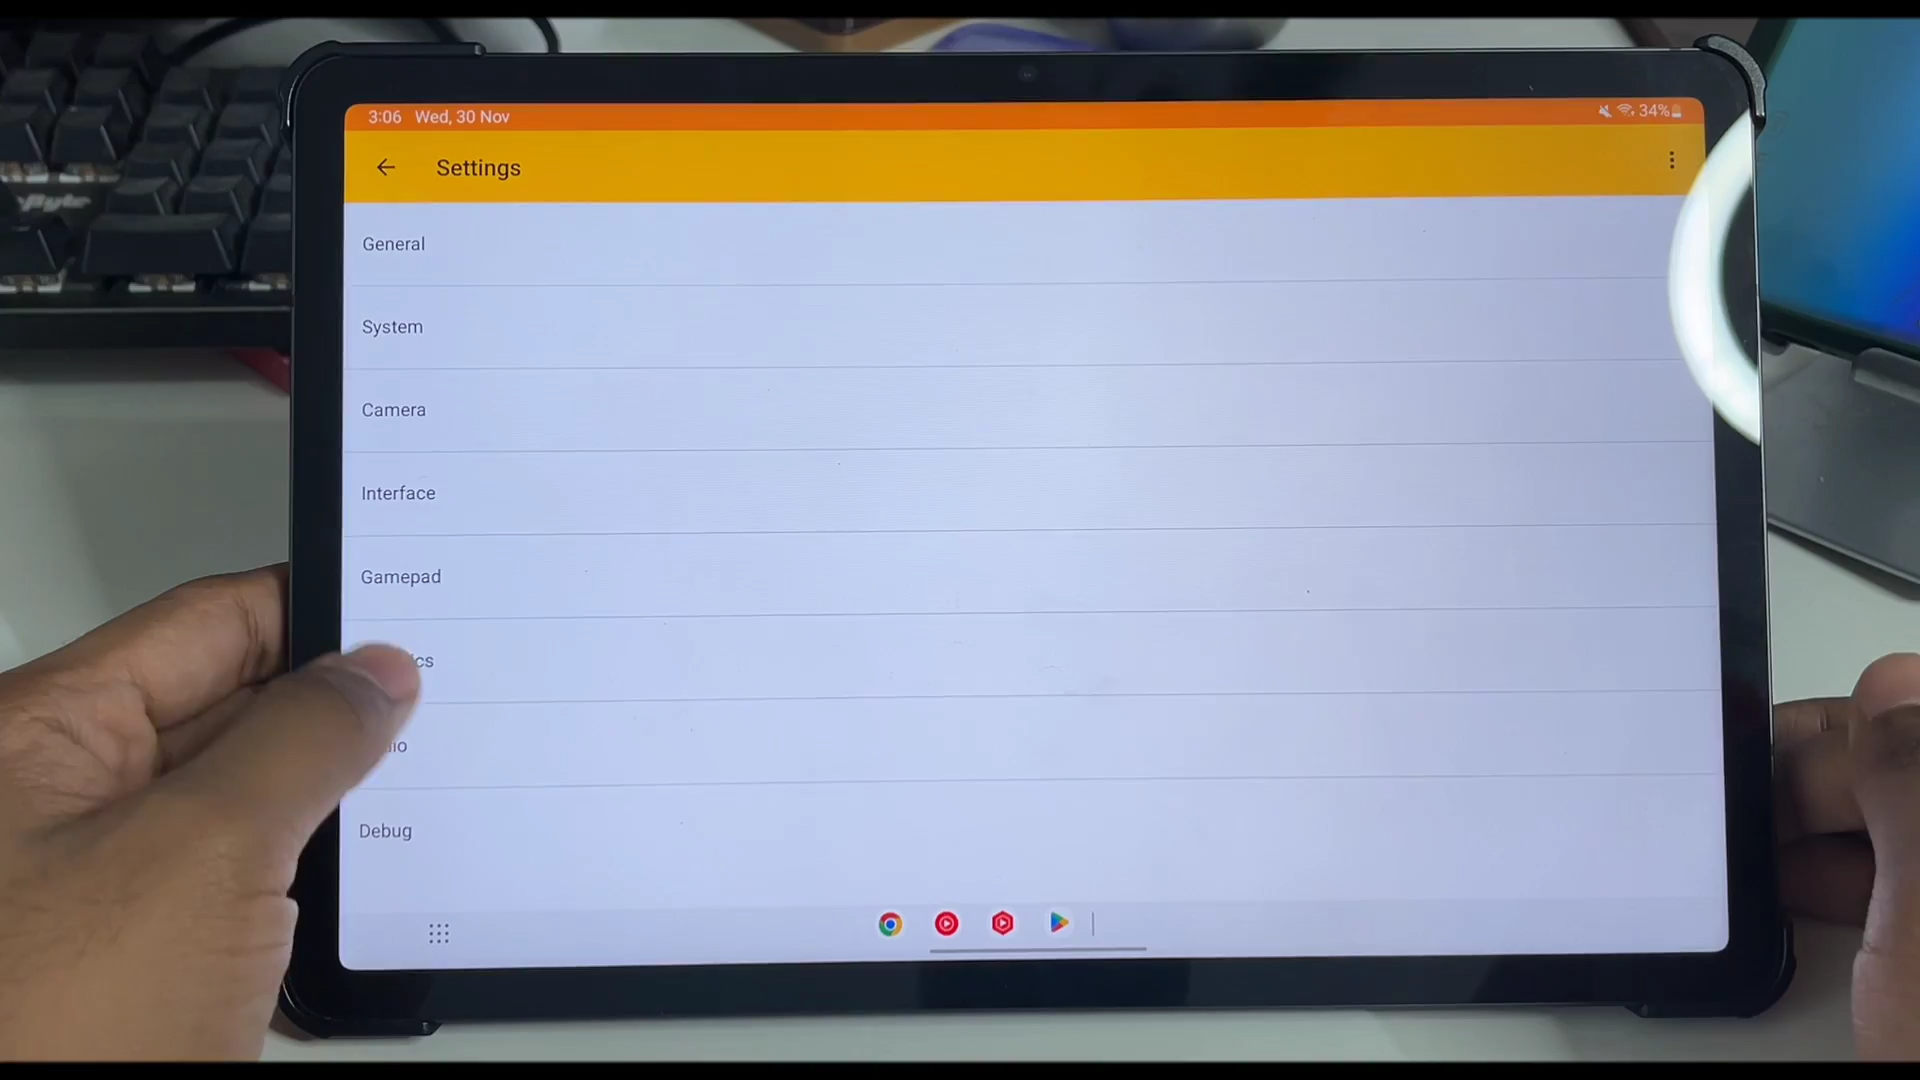 3:06 Wed, 30 Nov
34%
Settings
General
System
Camera
Interface
Gamepad
Debug